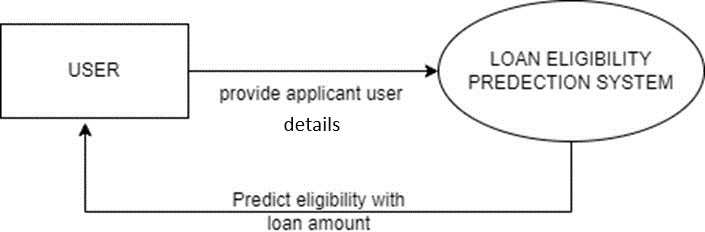 USER
LOAN ELIGIBILITY
PREDECTION SYSTEM
provide applicant user
details
Predict eligibility with
loan amount